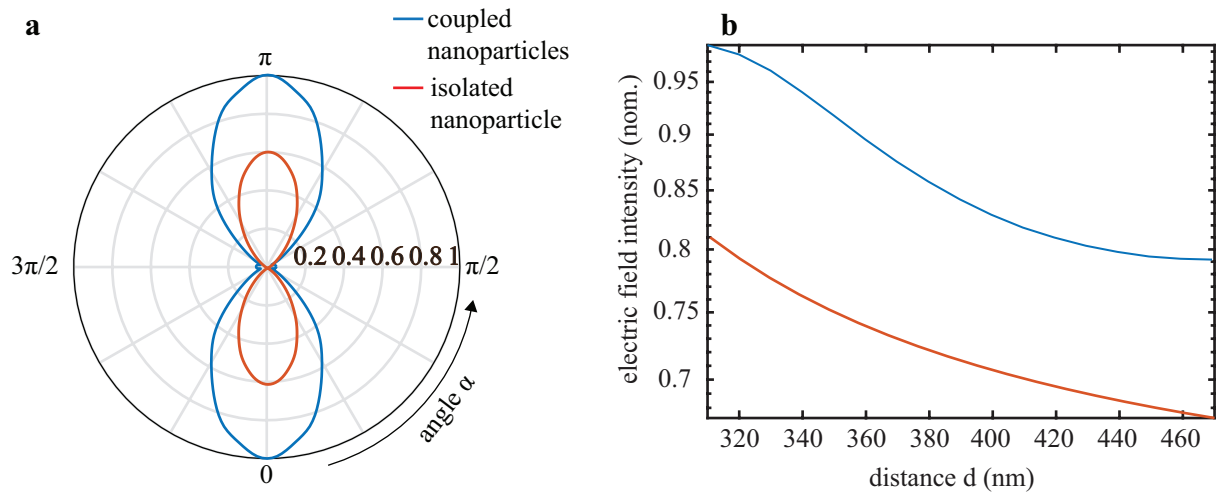 a
coupled
nanoparticles
isolated
nanoparticle
π
3π/2
0.2 0.4 0.6 0.8 1
π/2
angle α
0
b
electric field intensity (nom.)
0.95
0.9
0.85
0.8
0.75
0.7
320 340 360 380 400 420 440 460
distance d (nm)